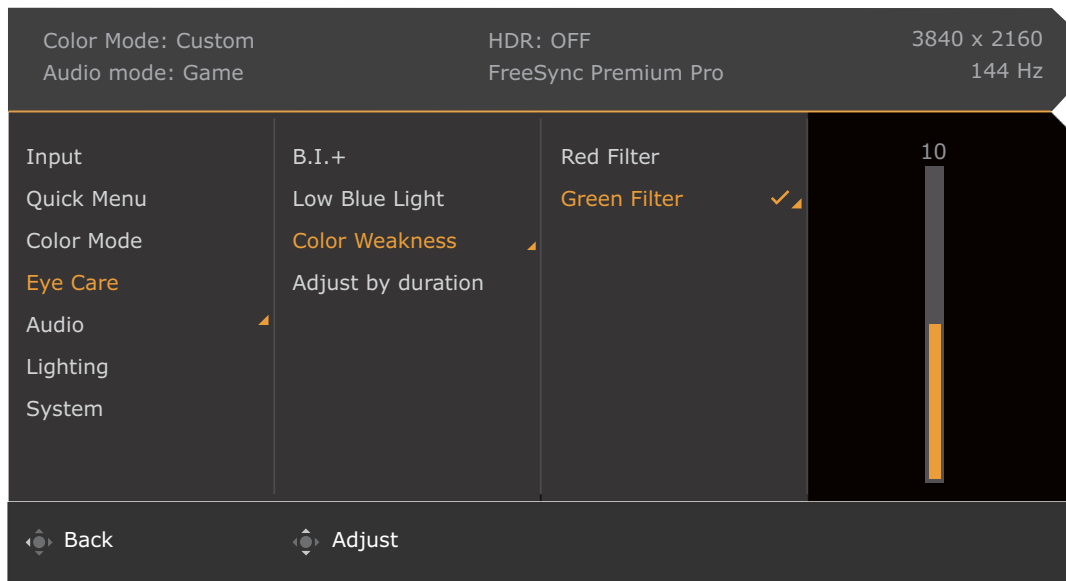 Color Mode: Custom
HDR: OFF
3840 x 2160
Audio mode: Game
FreeSync Premium Pro
144 Hz
Input
Quick Menu
Color Mode
Eye Care
Audio
Lighting
System
B.I.+
Low Blue Light
Color Weakness
Adjust by duration
Red Filter
Green Filter
10
Back
Adjust